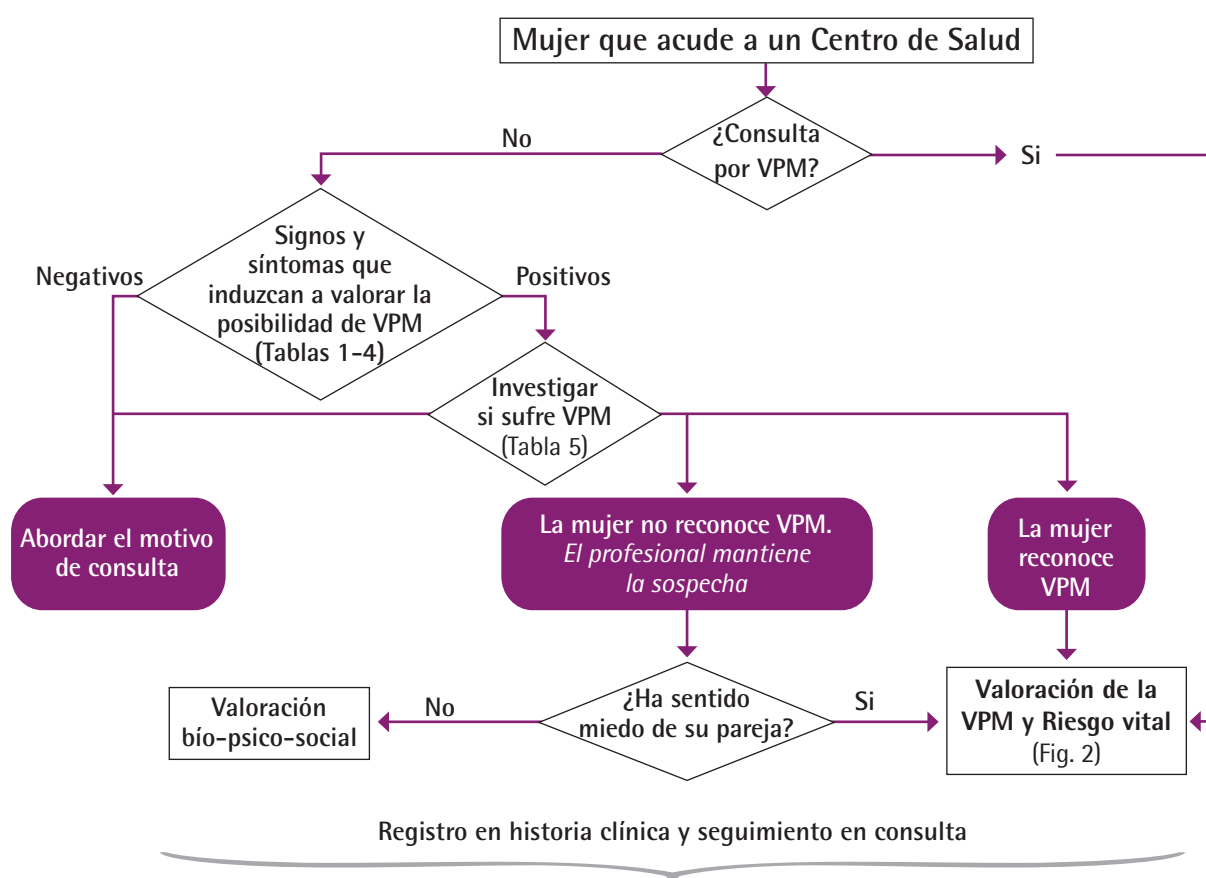 Mujer que acude a un Centro de Salud
¿Consulta
por VPM?
No
Si
Signos y
síntomas que
induzcan a valorar la
posibilidad de VPM
(Tablas 1-4)
Negativos
Positivos
Investigar
si sufre VPM
(Tabla 5)
Abordar el motivo
de consulta
La mujer no reconoce VPM.
El profesional mantiene
la sospecha
La mujer
reconoce
VPM
¿Ha sentido
miedo de su pareja?
No
Si
Valoración
bío-psico-social
Valoración de la
VPM y Riesgo vital
(Fig. 2)
Registro en historia clínica y seguimiento en consulta